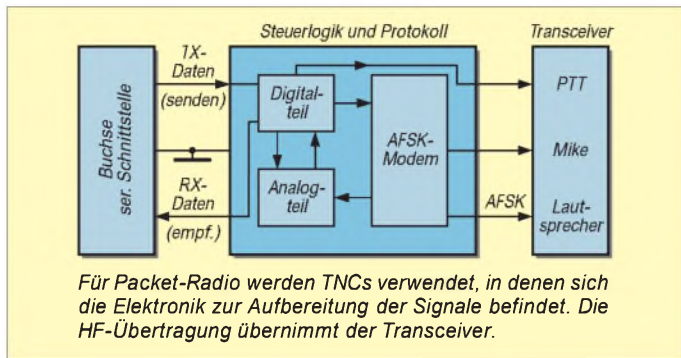 Steuerlogik und Protokoll
Transceiver
Buchse
ser. Schnittstelle
TX-
Daten
(senden)
RX-
Daten
(empf.)
Digital-
teil
Analog-
teil
AFSK-
Modem
AFSK
PTT
Mike
Laut-
sprecher
Für Packet-Radio werden TNCs verwendet, in denen sich
die Elektronik zur Aufbereitung der Signale befindet. Die
HF-Übertragung übernimmt der Transceiver.